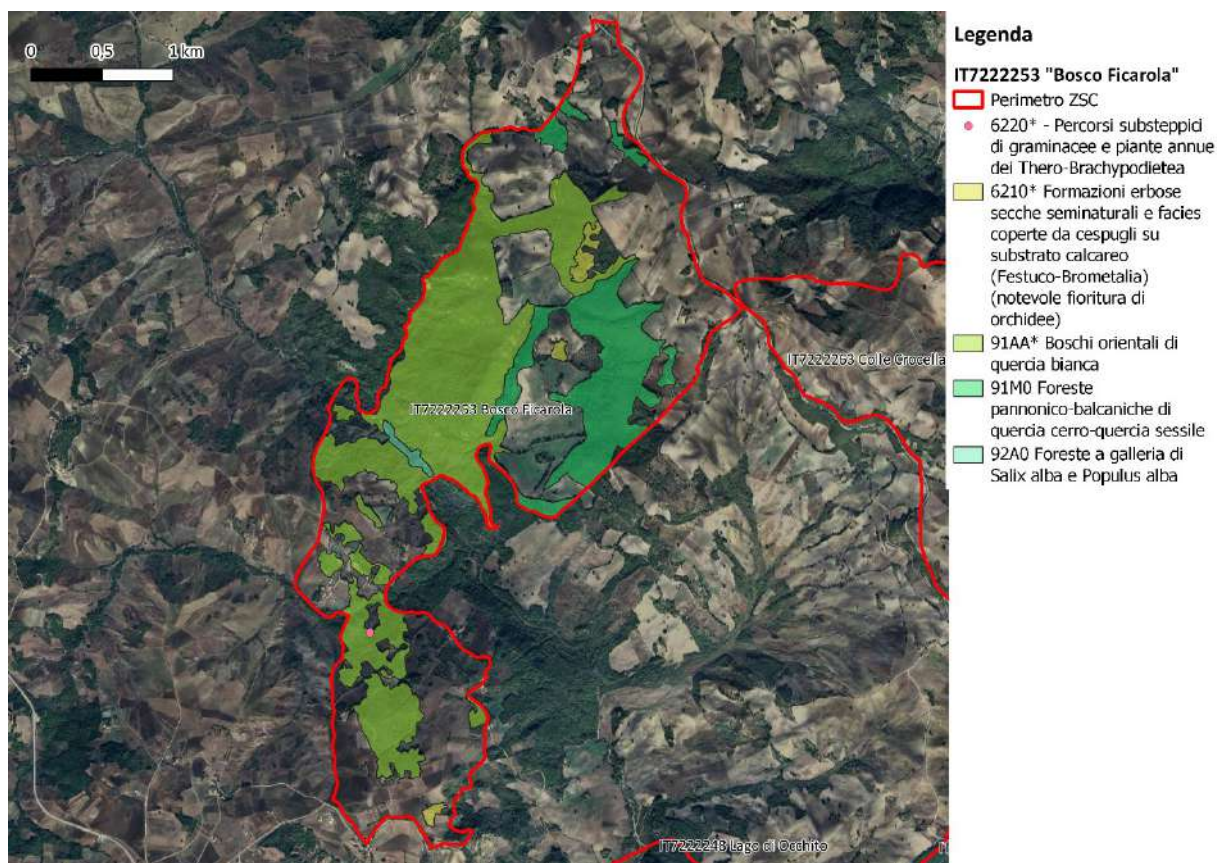 0 0,5 1 km
IT7222263 Colle Crocella
IT7222253 Bosco Ficarola
IT7222248 Lago di Occhito
Legenda
IT7222253 "Bosco Ficarola"
Perimetro ZSC
6220* - Percorsi substeppici
di graminacee e piante annue
dei Thero-Brachypodietea
6210* Formazioni erbose
secche seminaturali e facies
coperte da cespugli su
substrato calcareo
(Festuco-Brometalia)
(notevole fioritura di
orchidee)
91AA* Boschi orientali di
quercia bianca
91M0 Foreste
pannonico-balcaniche di
quercia cerro-quercia sessile
92A0 Foreste a galleria di
Salix alba e Populus alba